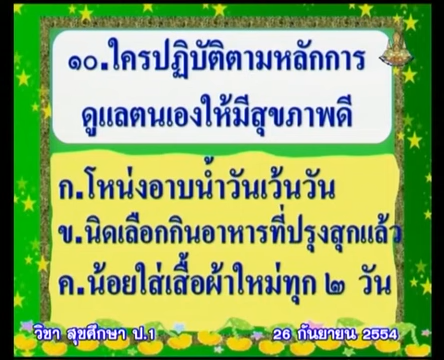 ๑๐.ใครปฏิบัติตามหลักการ
ดูแลตนเองให้มีสุขภาพดี
ก.โหน่งอาบน้ำวันเว้นวัน
ข.นิดเลือกกินอาหารที่ปรุงสุกแล้ว
ค.น้อยใส่เสื้อผ้าใหม่ทุก ๒ วัน
วิชา สุขศึกษา ป.1 26 กันยายน 2554